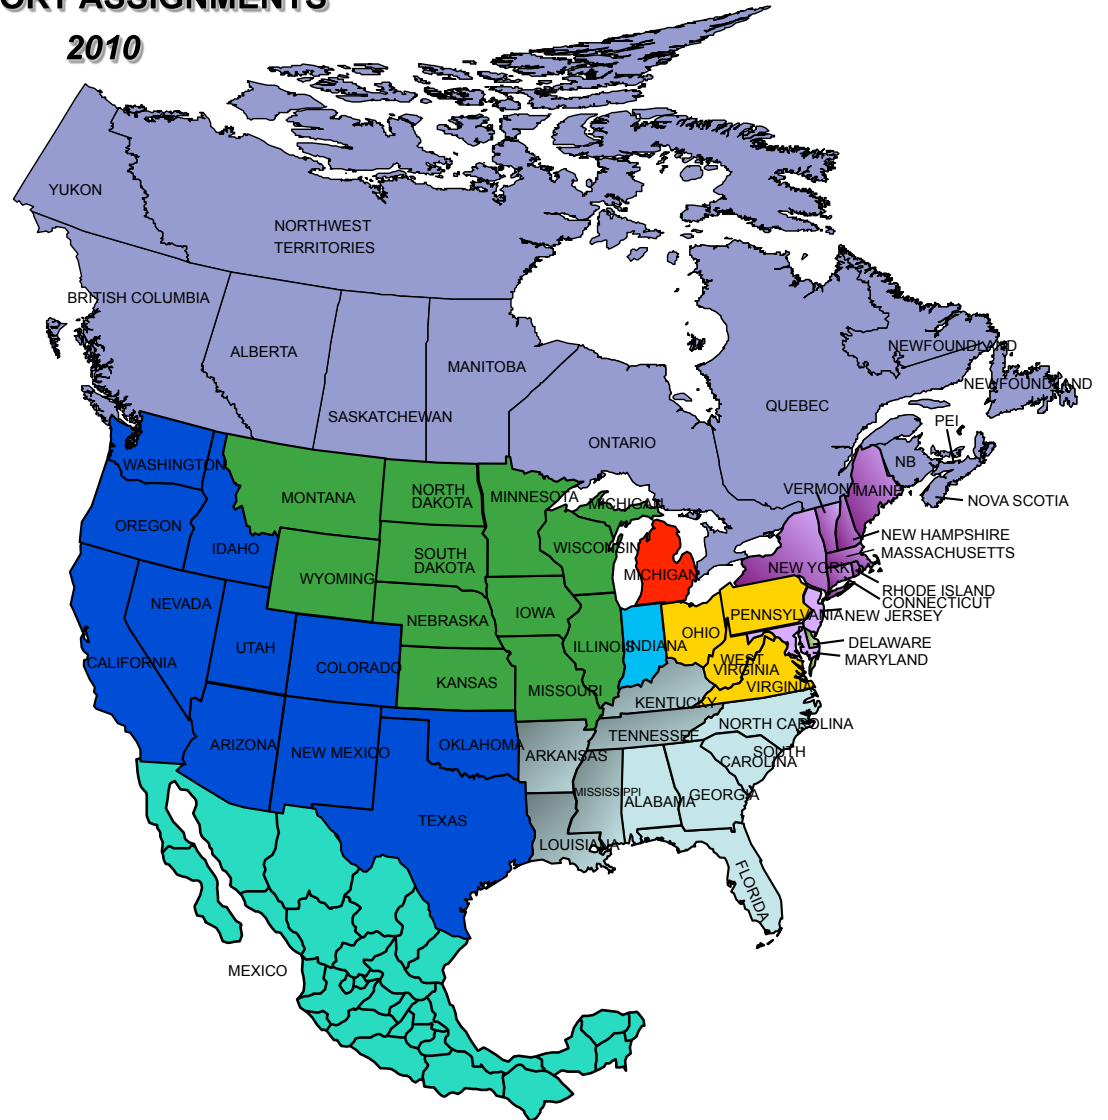 ASSIGNMENTS
2010
YUKON
NORTHWEST
TERRITORIES
BRITISH COLUMBIA
ALBERTA
SASKATCHEWAN
MANITOBA
ONTARIO
QUEBEC
NEWFOUNDLAND
NEWFOUNDLAND
PEI
NB
NOVA SCOTIA
WASHINGTON
OREGON
IDAHO
MONTANA
NORTH
DAKOTA
MINNESOTA
MICHIGAN
VERMONT
MAINE
NEW HAMPSHIRE
MASSACHUSETTS
RHODE ISLAND
CONNECTICUT
NEW YORK
WYOMING
SOUTH
DAKOTA
WISCONSIN
MICHIGAN
NEVADA
UTAH
COLORADO
CALIFORNIA
NEBRASKA
IOWA
ILLINOIS
INDIANA
OHIO
PENNSYLVANIA
NEW JERSEY
DELAWARE
MARYLAND
WEST
VIRGINIA
VIRGINIA
KANSAS
MISSOURI
KENTUCKY
NORTH CAROLINA
TENNESSEE
SOUTH
CAROLINA
ARIZONA
NEW MEXICO
OKLAHOMA
ARKANSAS
MISSISSIPPI
ALABAMA
GEORGIA
TEXAS
LOUISIANA
FLORIDA
MEXICO